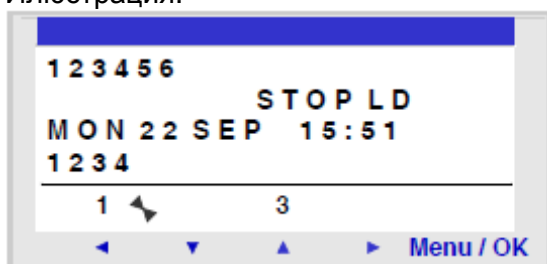 Иллюстрация:
123456
STOP LD
MON 22 SEP 15:51
1234
1 3
◄ ▼ ▲ ► Menu / OK